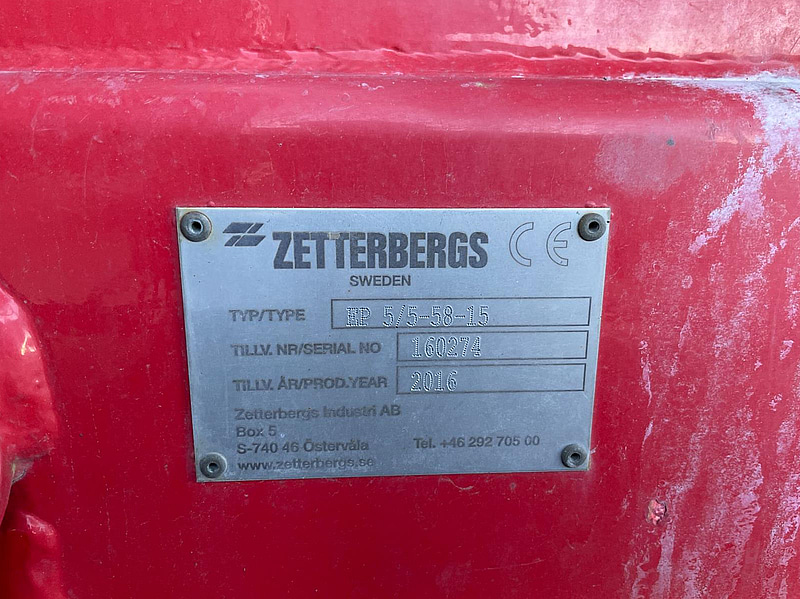 ZETTERBERGS CE
SWEDEN
TYP/TYPE HP 5/5-58-15
TILLV. NR/SERIAL NO 160274
TILLV. ÅR/PROD.YEAR 2016
Zetterbergs Industri AB
Box 5
S-740 46 Östervåla Tel. +46 292 705 00
www.zetterbergs.se